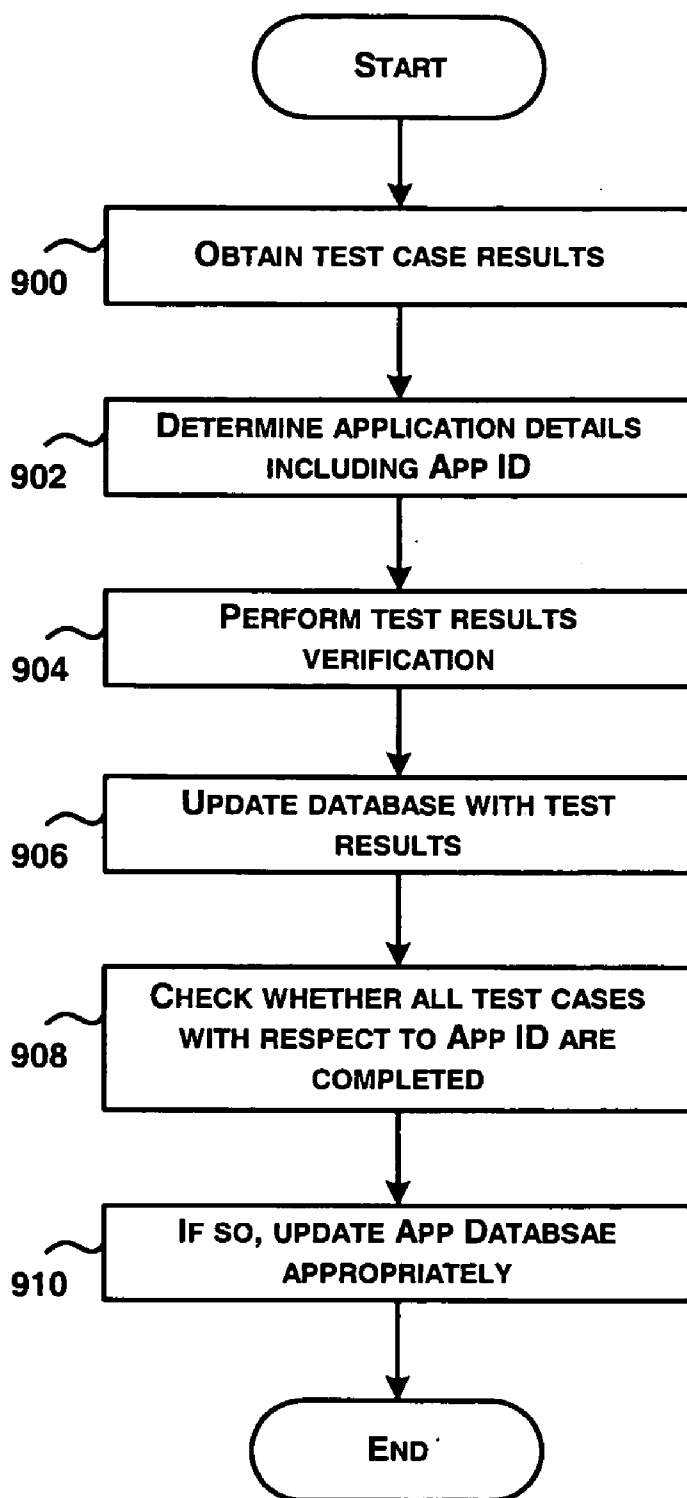 START
OBTAIN TEST CASE RESULTS
900
DETERMINE APPLICATION DETAILS
INCLUDING APP ID
902
PERFORM TEST RESULTS
VERIFICATION
904
UPDATE DATABASE WITH TEST
RESULTS
906
CHECK WHETHER ALL TEST CASES
WITH RESPECT TO APP ID ARE
COMPLETED
908
IF SO, UPDATE APP DATABSAE
APPROPRIATELY
910
END